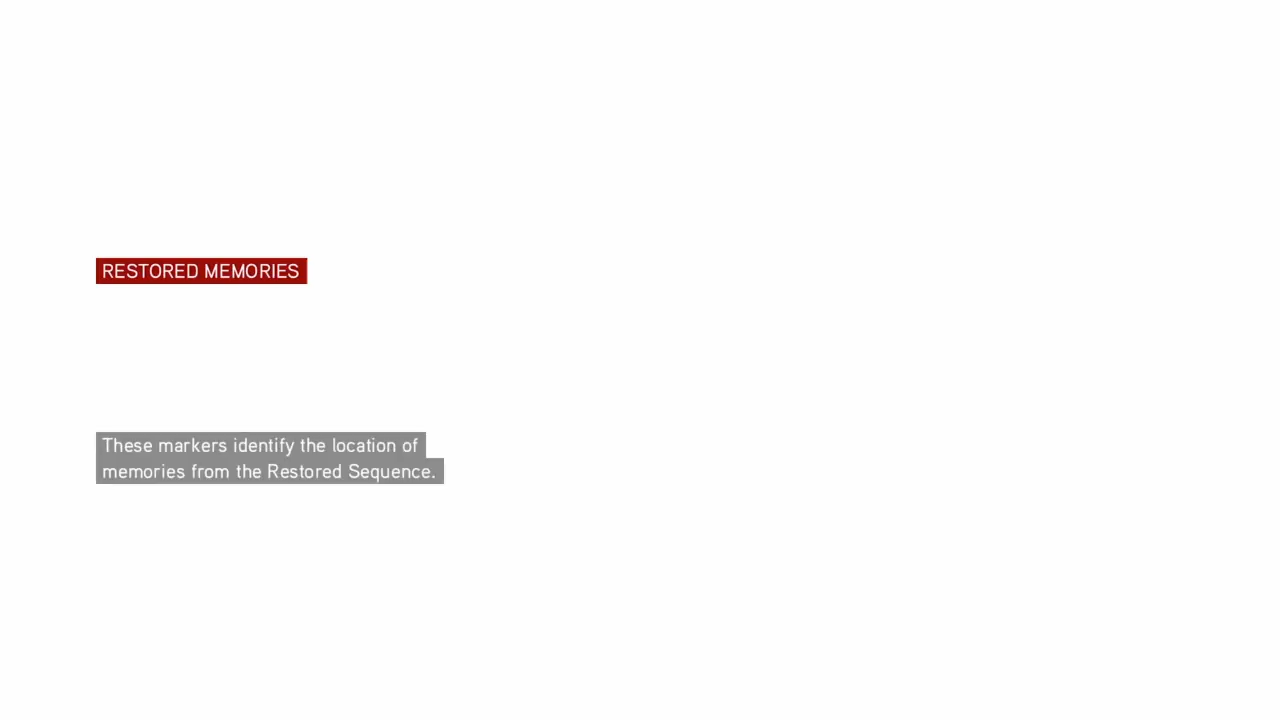 RESTORED MEMORIES
These markers identify the location of
memories from the Restored Sequence.